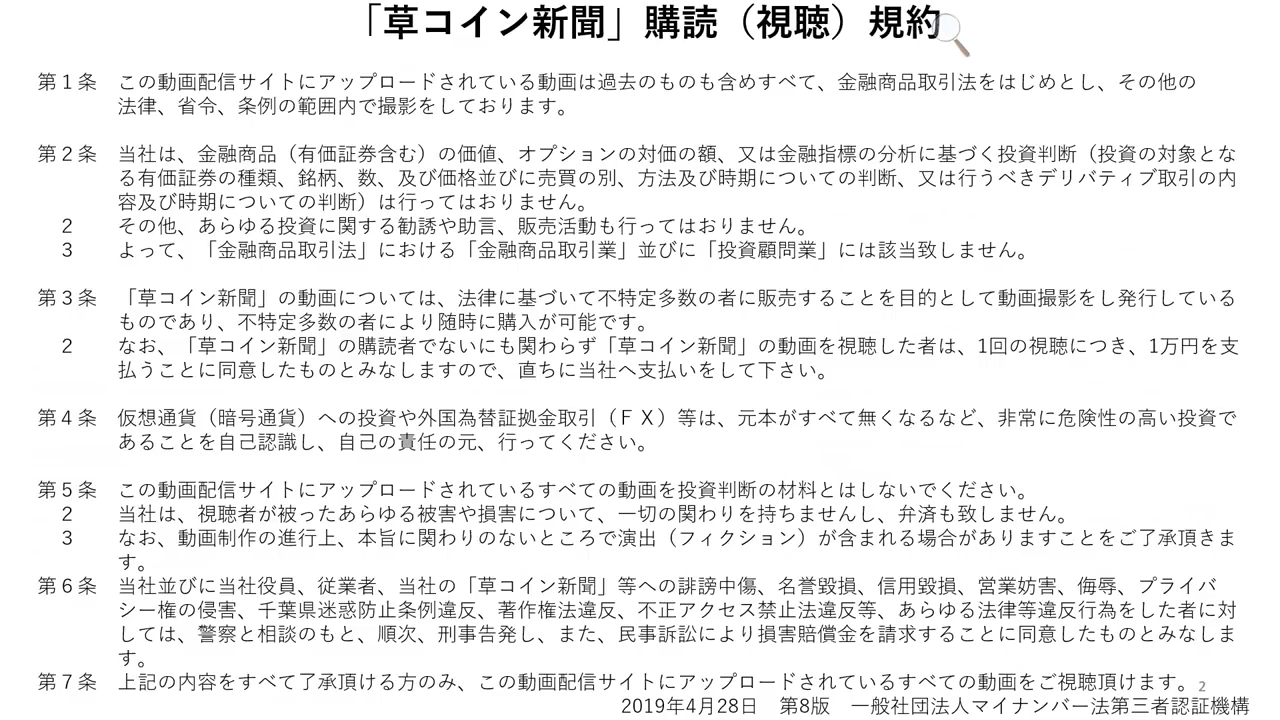 「草コイン新聞」購読（視聴）規約
第１条　この動画配信サイトにアップロードされている動画は過去のものも含めすべて、金融商品取引法をはじめとし、その他の
法律、省令、条例の範囲内で撮影をしております。
第２条　当社は、金融商品（有価証券含む）の価値、オプションの対価の額、又は金融指標の分析に基づく投資判断（投資の対象とな
る有価証券の種類、銘柄、数、及び価格並びに売買の別、方法及び時期についての判断、又は行うべきデリバティブ取引の内
容及び時期についての判断）は行ってはおりません。
2　その他、あらゆる投資に関する勧誘や助言、販売活動も行ってはおりません。
3　よって、「金融商品取引法」における「金融商品取引業」並びに「投資顧問業」には該当致しません。
第３条　「草コイン新聞」の動画については、法律に基づいて不特定多数の者に販売することを目的として動画撮影をし発行している
ものであり、不特定多数の者により随時に購入が可能です。
2　なお、「草コイン新聞」の購読者でないにも関わらず「草コイン新聞」の動画を視聴した者は、1回の視聴につき、1万円を支
払うことに同意したものとみなしますので、直ちに当社へ支払いをして下さい。
第４条　仮想通貨（暗号通貨）への投資や外国為替証拠金取引（ＦＸ）等は、元本がすべて無くなるなど、非常に危険性の高い投資で
あることを自己認識し、自己の責任の元、行ってください。
第５条　この動画配信サイトにアップロードされているすべての動画を投資判断の材料とはしないでください。
2　当社は、視聴者が被ったあらゆる被害や損害について、一切の関わりを持ちませんし、弁済も致しません。
3　なお、動画制作の進行上、本旨に関わりのないところで演出（フィクション）が含まれる場合がありますことをご了承頂きま
す。
第６条　当社並びに当社役員、従業者、当社の「草コイン新聞」等への誹謗中傷、名誉毀損、信用毀損、営業妨害、侮辱、プライバ
シー権の侵害、千葉県迷惑防止条例違反、著作権法違反、不正アクセス禁止法違反等、あらゆる法律等違反行為をした者に対
しては、警察と相談のもと、順次、刑事告発し、また、民事訴訟により損害賠償金を請求することに同意したものとみなしま
す。
第７条　上記の内容をすべて了承頂ける方のみ、この動画配信サイトにアップロードされているすべての動画をご視聴頂けます。 2
2019年4月28日　第8版　一般社団法人マイナンバー法第三者認証機構